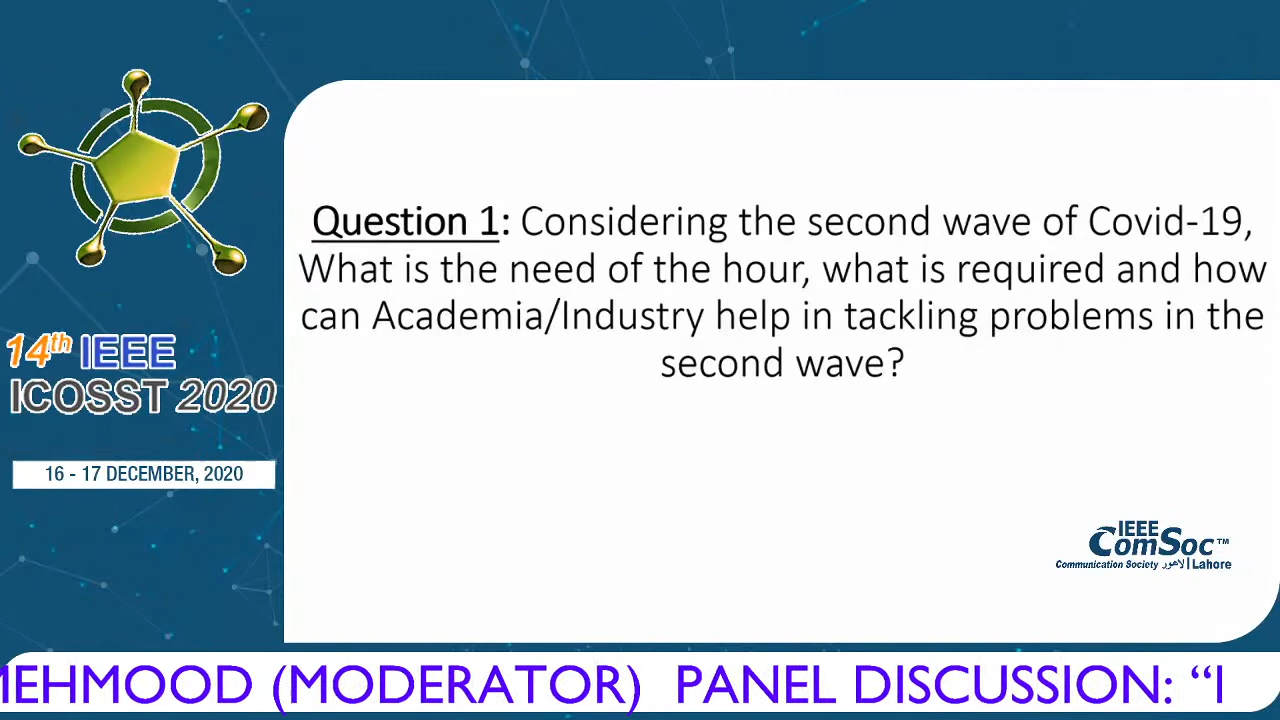 Question 1: Considering the second wave of Covid-19,
What is the need of the hour, what is required and how
can Academia/Industry help in tackling problems in the
second wave?
14th IEEE
ICOSST 2020
16 - 17 DECEMBER, 2020
IEEE
ComSoc™
Communication Society لاہور | Lahore
MEHMOOD (MODERATOR) PANEL DISCUSSION: “I